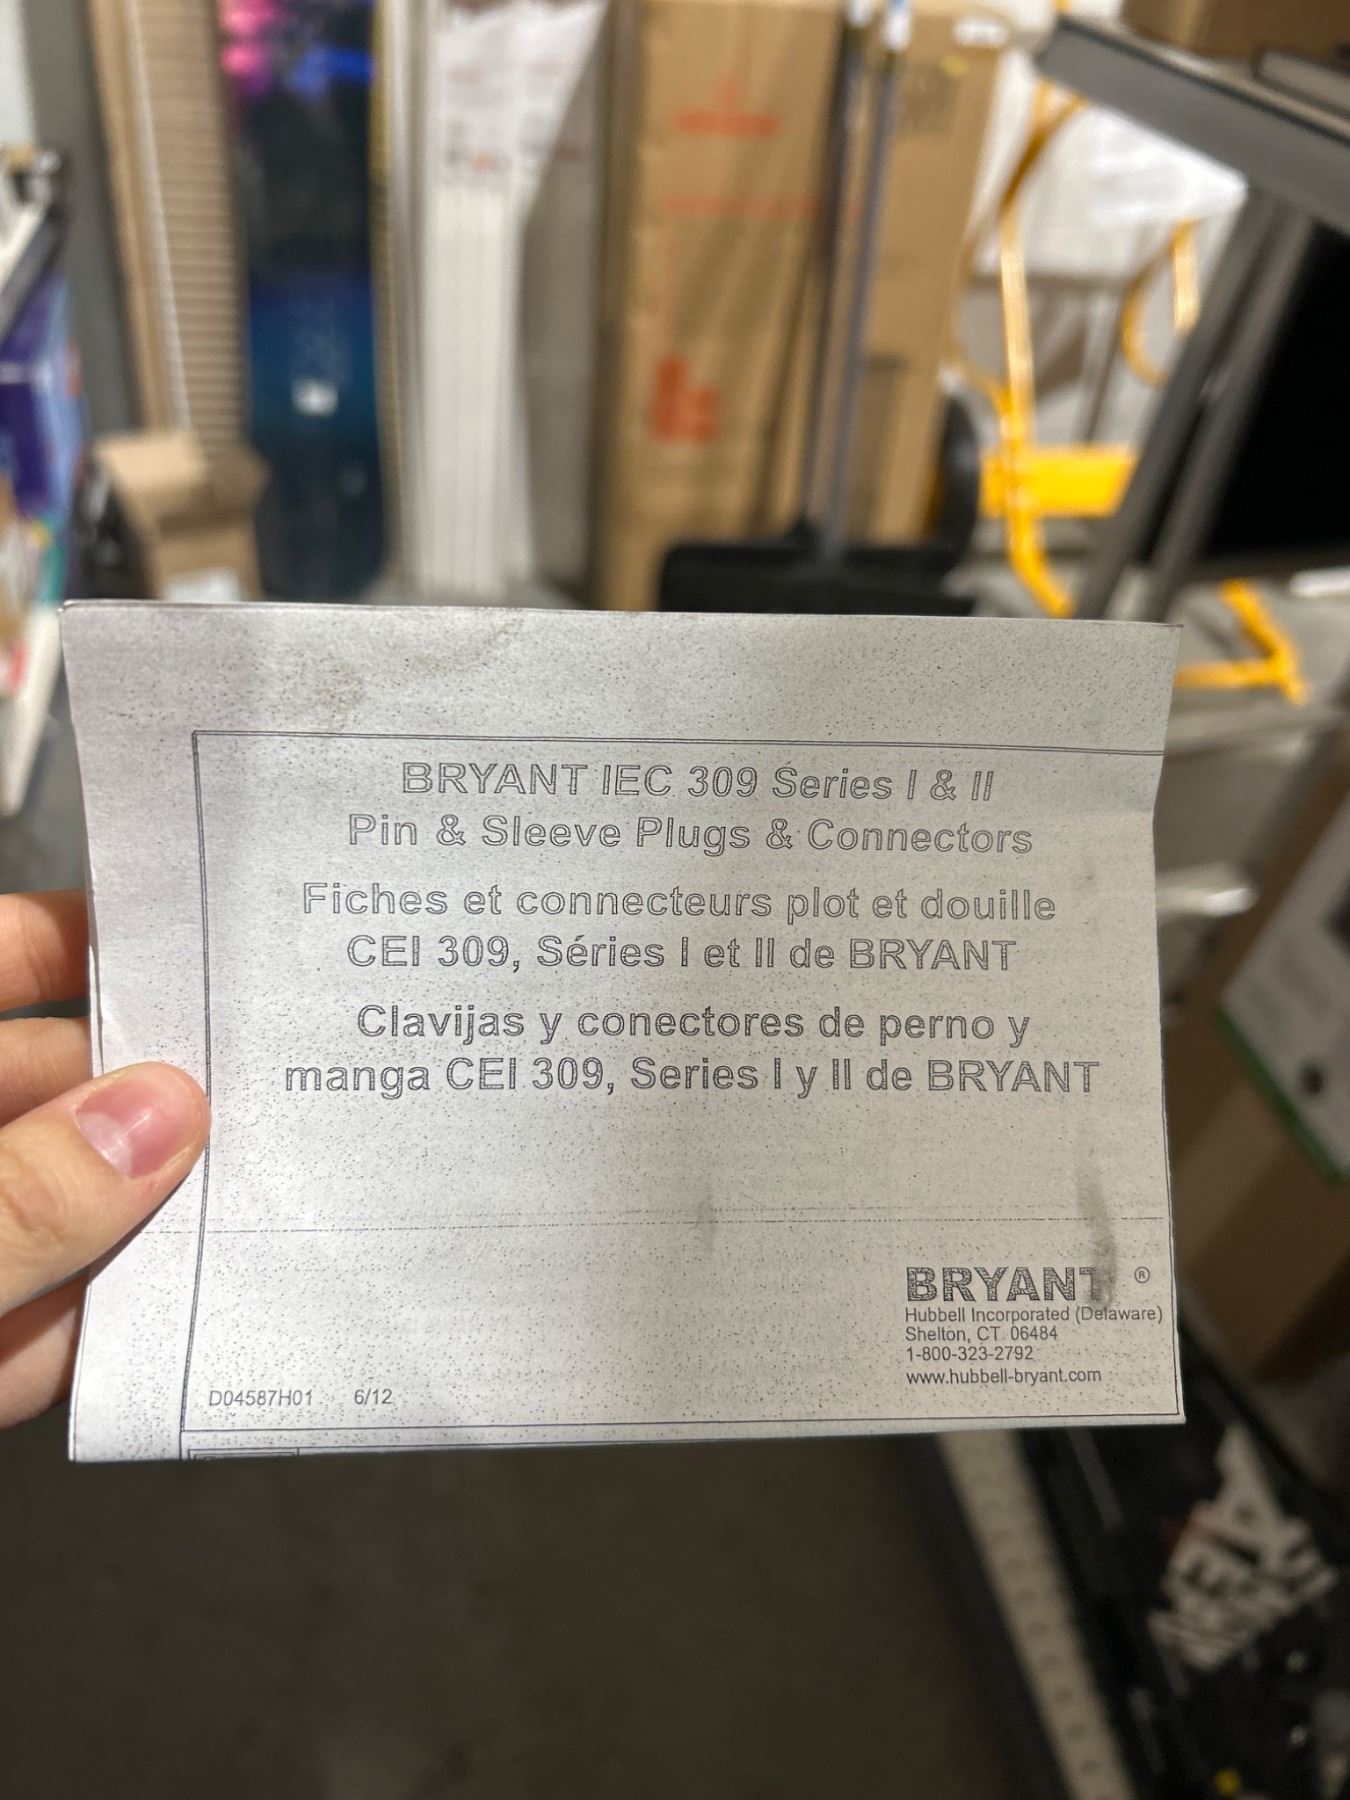 BRYANT IEC 309 Series I & II
Pin & Sleeve Plugs & Connectors
Fiches et connecteurs plot et douille
CEI 309, Séries I et II de BRYANT
Clavijas y conectores de perno y
manga CEI 309, Series I y II de BRYANT
BRYANT ®
Hubbell Incorporated (Delaware)
Shelton, CT 06484
1-800-323-2792
www.hubbell-bryant.com
D04587H01 6/12